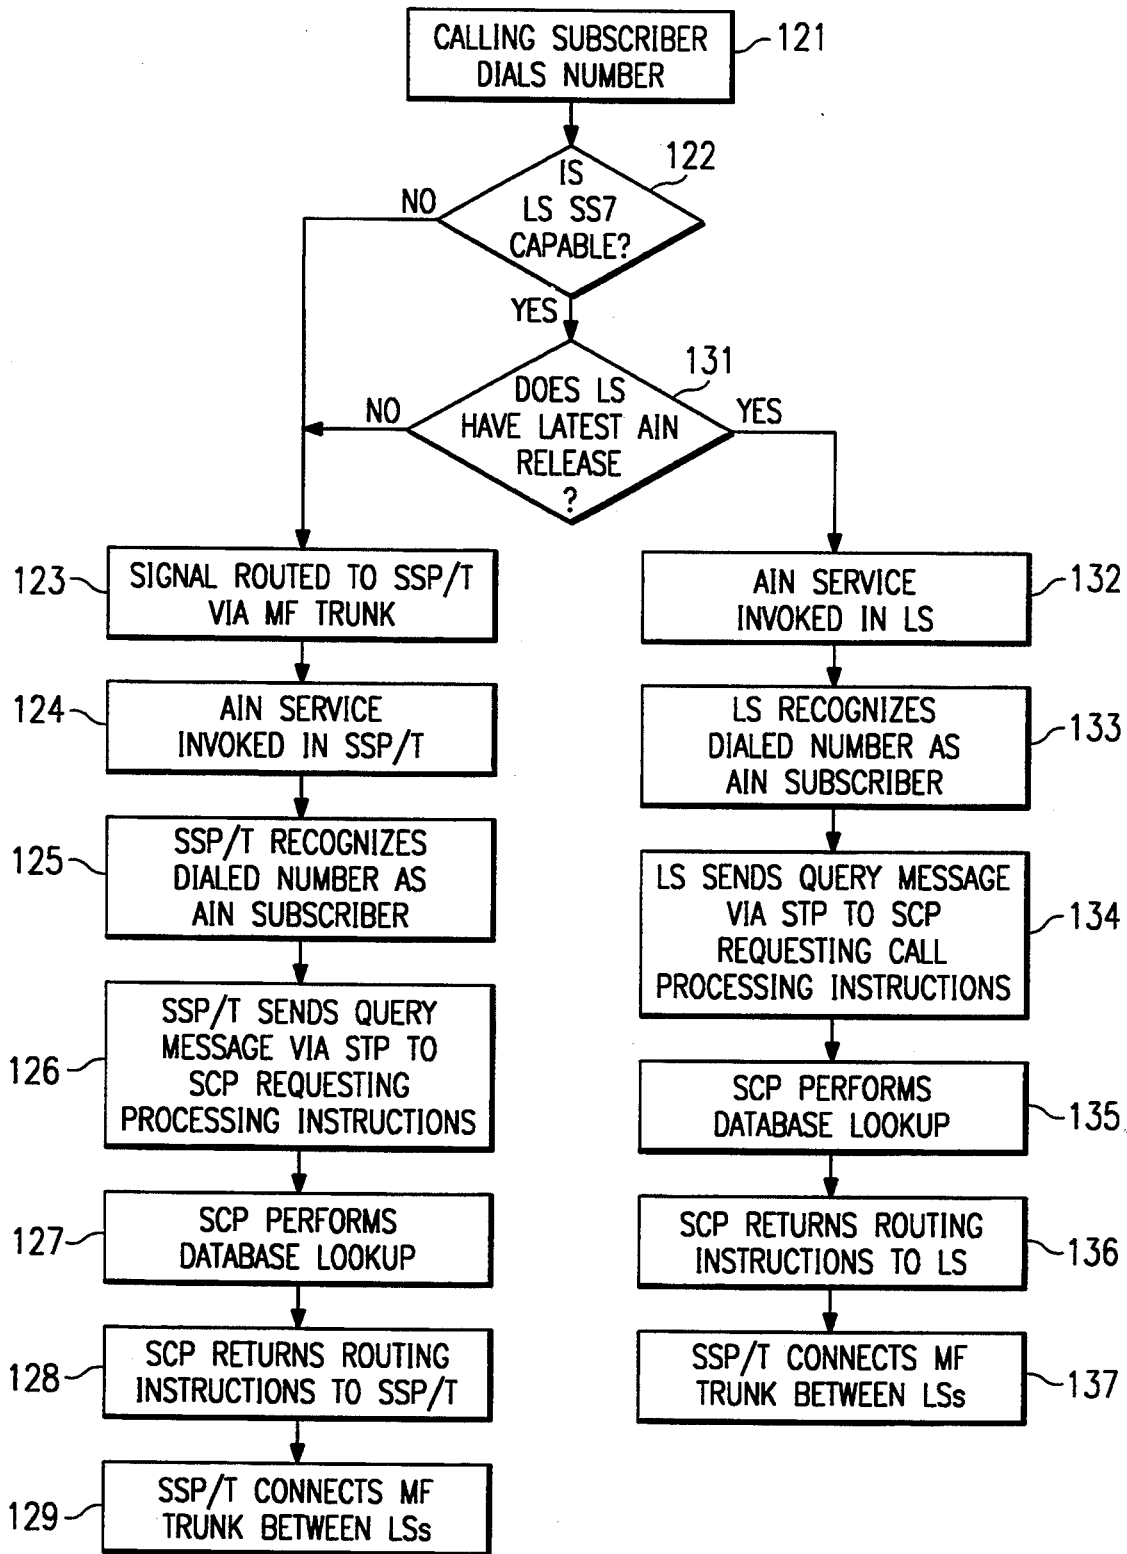 CALLING SUBSCRIBER
DIALS NUMBER
121
IS
LS SS7
CAPABLE?
122
NO
YES
DOES LS
HAVE LATEST AIN
RELEASE
?
131
NO
YES
123
SIGNAL ROUTED TO SSP/T
VIA MF TRUNK
124
AIN SERVICE
INVOKED IN SSP/T
125
SSP/T RECOGNIZES
DIALED NUMBER AS
AIN SUBSCRIBER
126
SSP/T SENDS QUERY
MESSAGE VIA STP TO
SCP REQUESTING
PROCESSING INSTRUCTIONS
127
SCP PERFORMS
DATABASE LOOKUP
128
SCP RETURNS ROUTING
INSTRUCTIONS TO SSP/T
129
SSP/T CONNECTS MF
TRUNK BETWEEN LSs
AIN SERVICE
INVOKED IN LS
132
LS RECOGNIZES
DIALED NUMBER AS
AIN SUBSCRIBER
133
LS SENDS QUERY MESSAGE
VIA STP TO SCP
REQUESTING CALL
PROCESSING INSTRUCTIONS
134
SCP PERFORMS
DATABASE LOOKUP
135
SCP RETURNS ROUTING
INSTRUCTIONS TO LS
136
SSP/T CONNECTS MF
TRUNK BETWEEN LSs
137